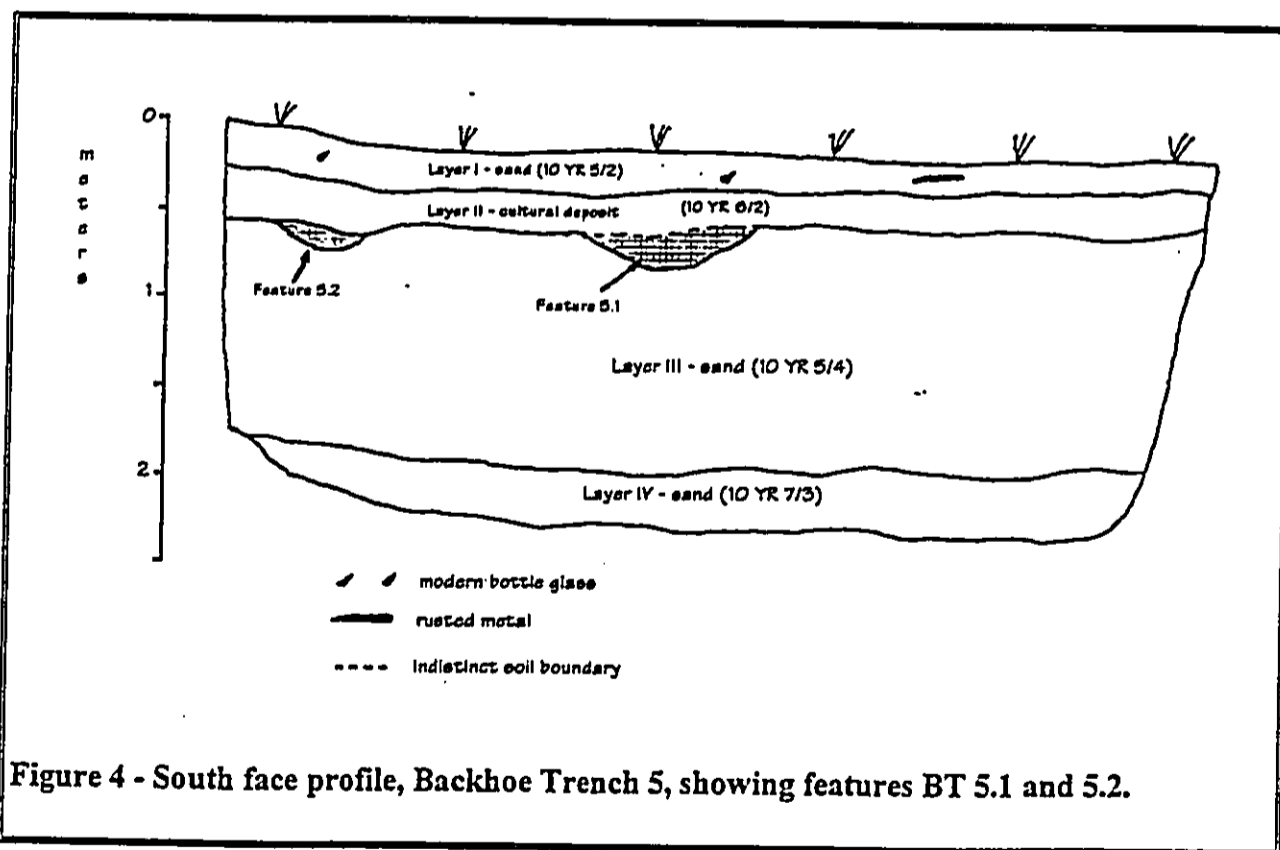 0
meters
Layer I - sand (10 YR 5/2)
Layer II - cultural deposit (10 YR 6/2)
Feature 5.2
1
Feature 5.1
Layer III - sand (10 YR 5/4)
2
Layer IV - sand (10 YR 7/3)
modern bottle glass
rusted metal
indistinct soil boundary
Figure 4 - South face profile, Backhoe Trench 5, showing features BT 5.1 and 5.2.